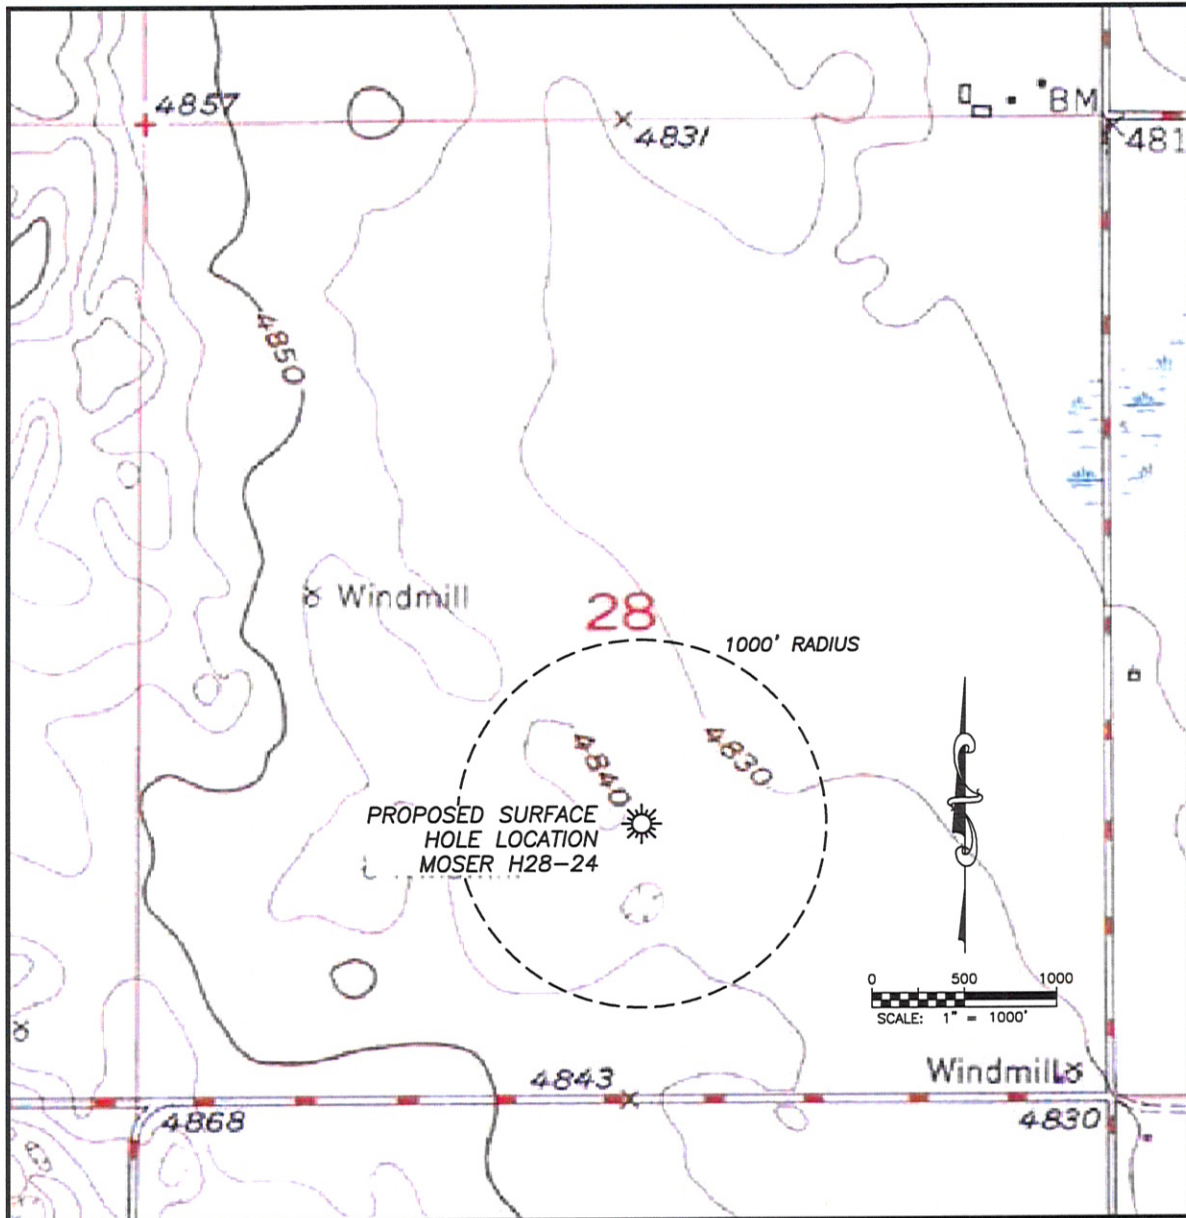 4857
4831
BM
481
4850
Windmill
28
1000' RADIUS
4840
4830
PROPOSED SURFACE
HOLE LOCATION
MOSER H28-24
0 500 1000
SCALE: 1" = 1000'
Windmill
4843
4868
4830